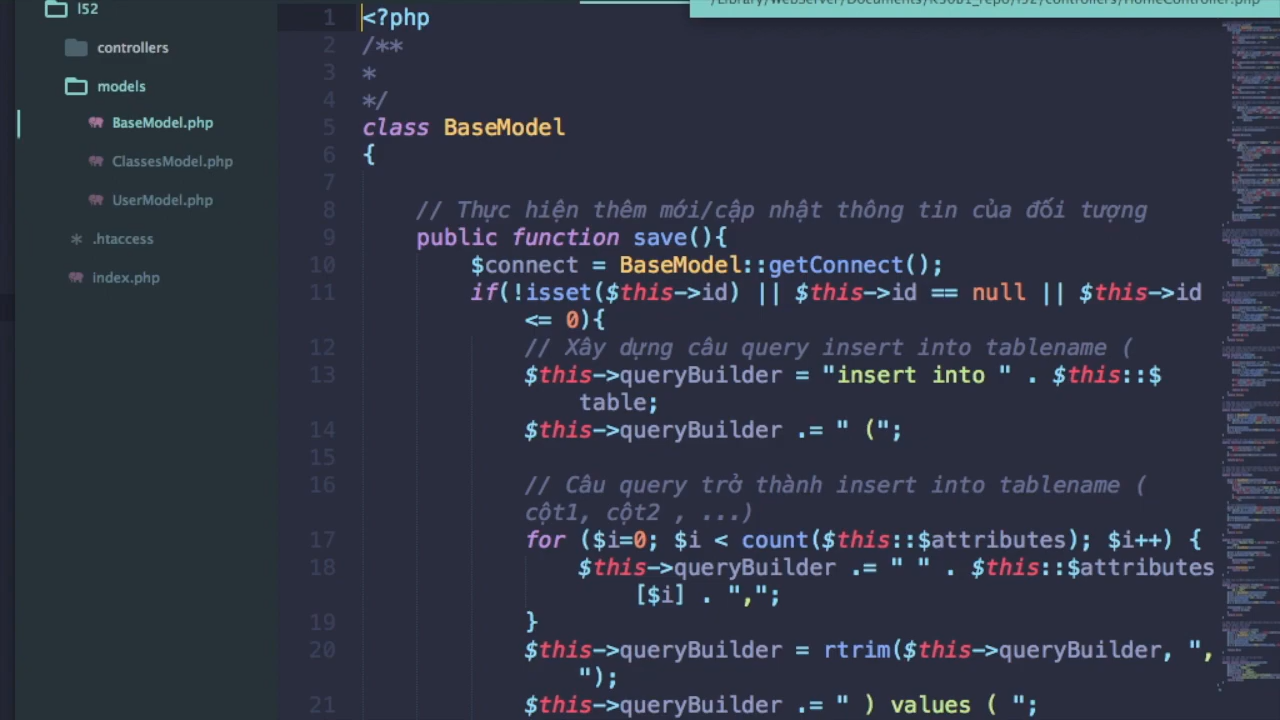 l52
controllers
models
BaseModel.php
ClassesModel.php
UserModel.php
.htaccess
index.php
1 <?php
2 /**
3 *
4 */
5 class BaseModel
6 {
7
8 // Thực hiện thêm mới/cập nhật thông tin của đối tượng
9 public function save(){
10 $connect = BaseModel::getConnect();
11 if(!isset($this->id) || $this->id == null || $this->id
<= 0){
12 // Xây dựng câu query insert into tablename (
13 $this->queryBuilder = "insert into " . $this::$
table;
14 $this->queryBuilder .= " (";
15
16 // Câu query trở thành insert into tablename (
cột1, cột2 , ...)
17 for ($i=0; $i < count($this::$attributes); $i++) {
18 $this->queryBuilder .= " " . $this::$attributes
[$i] . ",";
19 }
20 $this->queryBuilder = rtrim($this->queryBuilder, ",
");
21 $this->queryBuilder .= " ) values ( ";